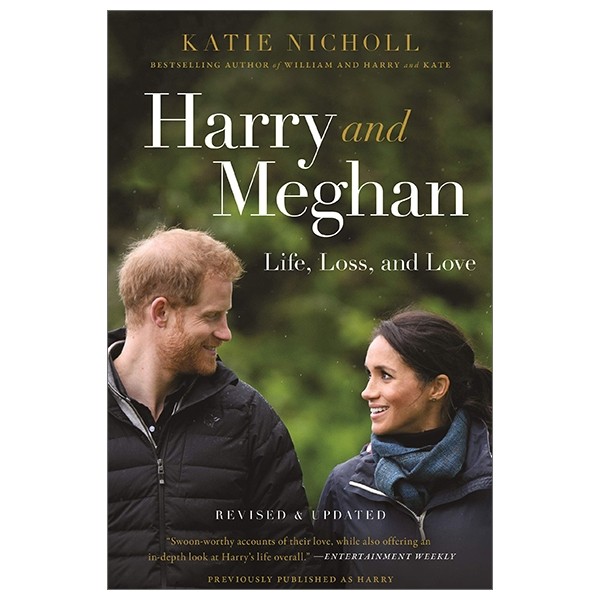 KATIE NICHOLL
BESTSELLING AUTHOR of WILLIAM AND HARRY and KATE
Harry and
Meghan
Life, Loss, and Love
REVISED & UPDATED
“Swoon-worthy accounts of their love, while also offering an
in-depth look at Harry’s life overall.” —ENTERTAINMENT WEEKLY
PREVIOUSLY PUBLISHED AS HARRY